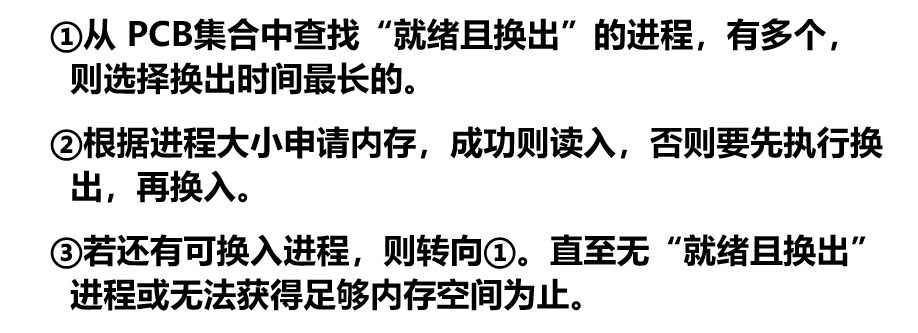 ①从 PCB集合中查找“就绪且换出”的进程，有多个，
则选择换出时间最长的。
②根据进程大小申请内存，成功则读入，否则要先执行换
出，再换入。
③若还有可换入进程，则转向①。直至无“就绪且换出”
进程或无法获得足够内存空间为止。